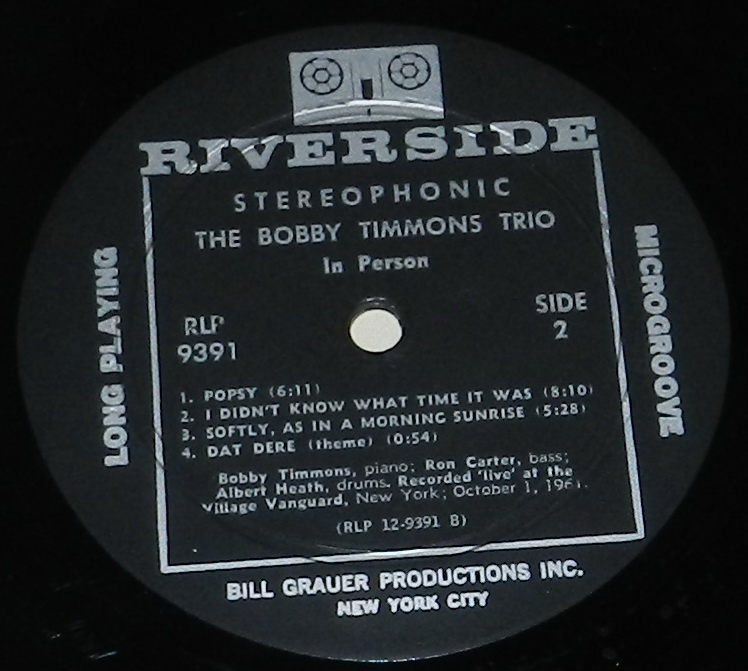 RIVERSIDE
STEREOPHONIC
THE BOBBY TIMMONS TRIO
In Person
LONG PLAYING
MICROGROOVE
RLP
9391
SIDE
2
1. POPSY (6:11)
2. I DIDN'T KNOW WHAT TIME IT WAS (8:10)
3. SOFTLY, AS IN A MORNING SUNRISE (5:28)
4. DAT DERE (theme) (0:54)
Bobby Timmons, piano; Ron Carter, bass;
Albert Heath, drums. Recorded 'live' at the
Village Vanguard, New York; October 1, 1961.
(RLP 12-9391 B)
BILL GRAUER PRODUCTIONS INC.
NEW YORK CITY